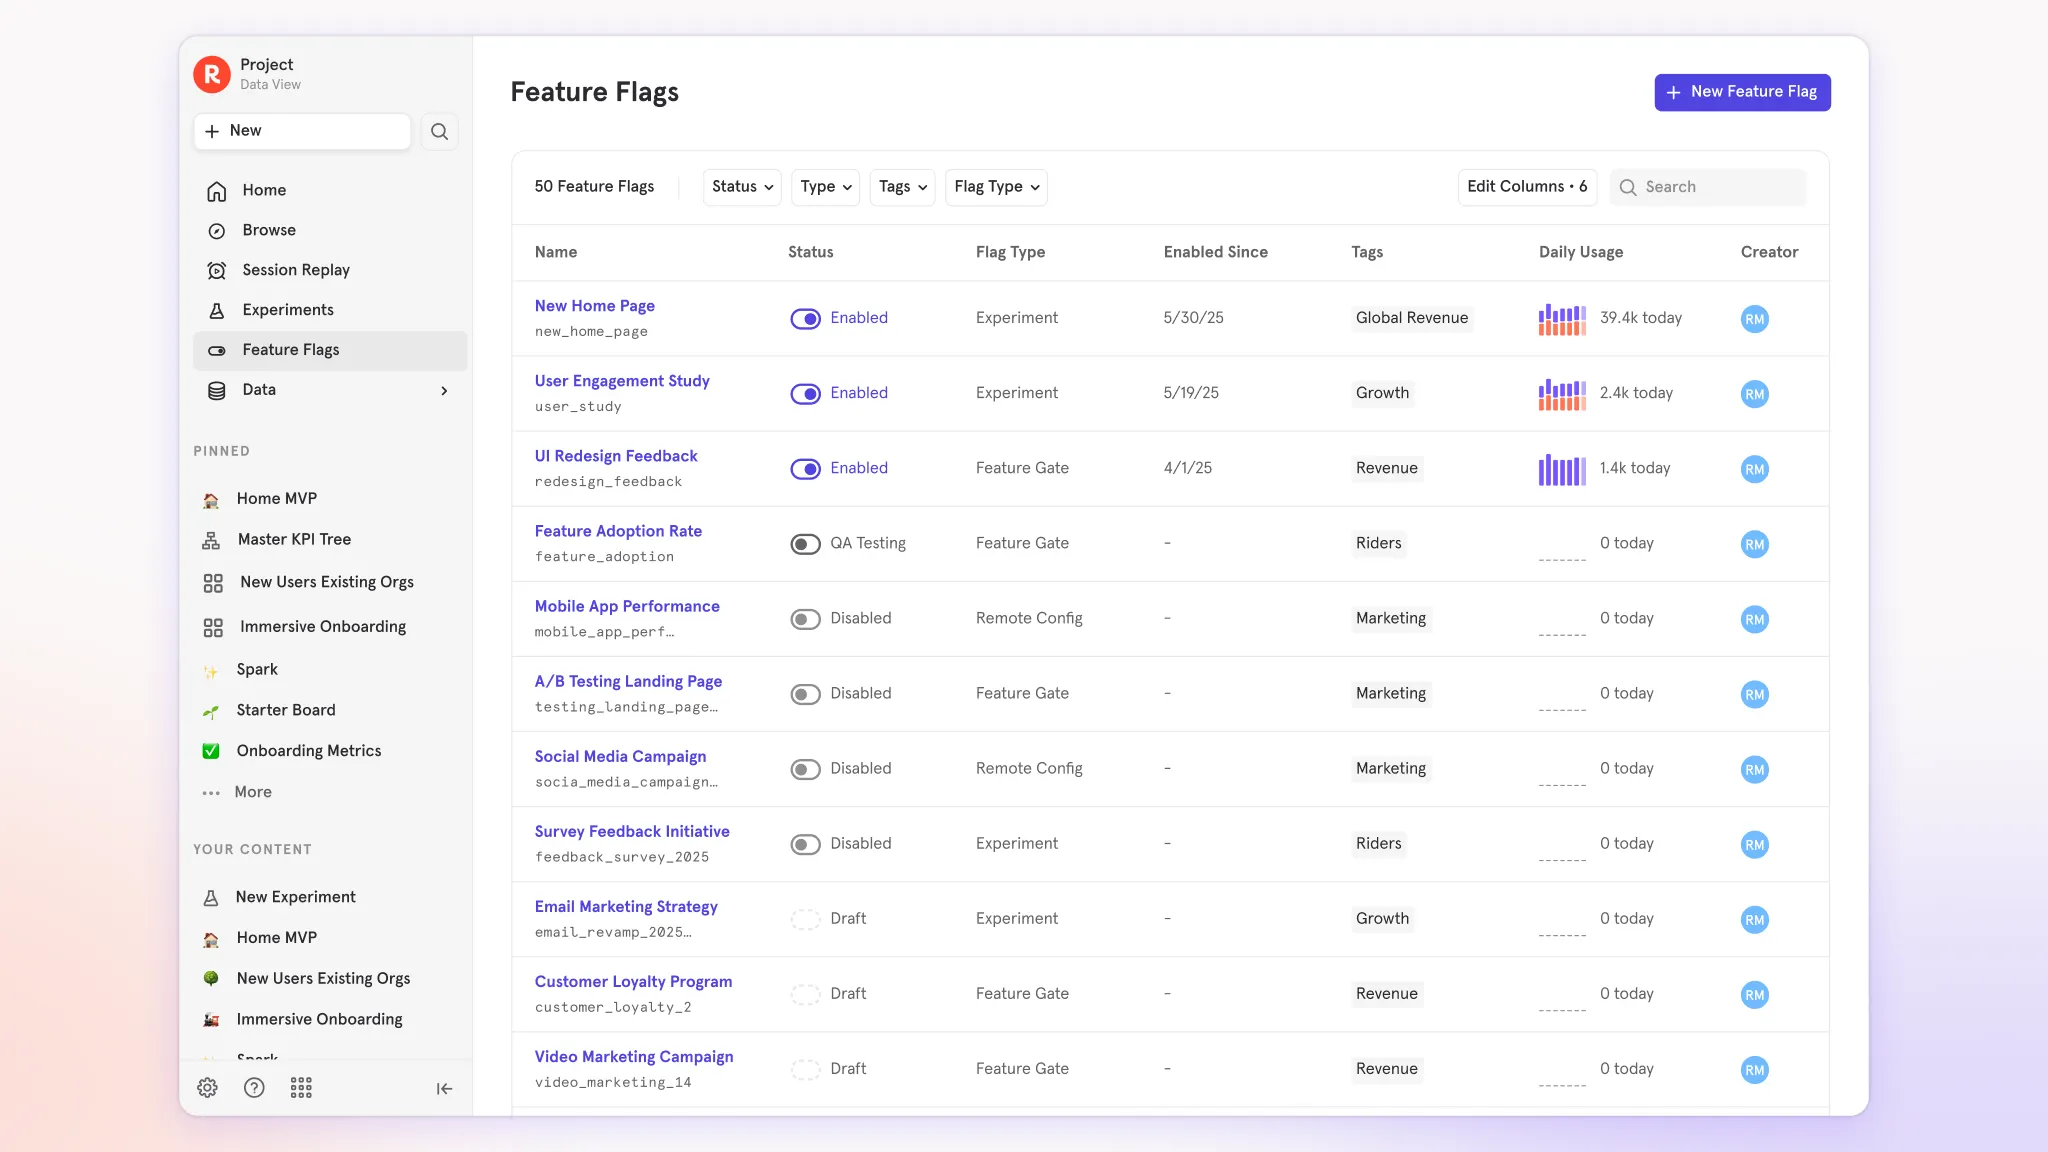 R
Project
Data View
New
Home
Browse
Session Replay
Experiments
Feature Flags
Data
PINNED
Home MVP
Master KPI Tree
New Users Existing Orgs
Immersive Onboarding
Spark
Starter Board
Onboarding Metrics
More
YOUR CONTENT
New Experiment
Home MVP
New Users Existing Orgs
Immersive Onboarding
Spark
Feature Flags
+ New Feature Flag
50 Feature Flags Status Type Tags Flag Type Edit Columns • 6 Search
Name Status Flag Type Enabled Since Tags Daily Usage Creator
New Home Page
new_home_page
Enabled Experiment 5/30/25 Global Revenue 39.4k today RM
User Engagement Study
user_study
Enabled Experiment 5/19/25 Growth 2.4k today RM
UI Redesign Feedback
redesign_feedback
Enabled Feature Gate 4/1/25 Revenue 1.4k today RM
Feature Adoption Rate
feature_adoption
QA Testing Feature Gate - Riders 0 today RM
Mobile App Performance
mobile_app_perf…
Disabled Remote Config - Marketing 0 today RM
A/B Testing Landing Page
testing_landing_page…
Disabled Feature Gate - Marketing 0 today RM
Social Media Campaign
socia_media_campaign…
Disabled Remote Config - Marketing 0 today RM
Survey Feedback Initiative
feedback_survey_2025
Disabled Experiment - Riders 0 today RM
Email Marketing Strategy
email_revamp_2025…
Draft Experiment - Growth 0 today RM
Customer Loyalty Program
customer_loyalty_2
Draft Feature Gate - Revenue 0 today RM
Video Marketing Campaign
video_marketing_14
Draft Feature Gate - Revenue 0 today RM